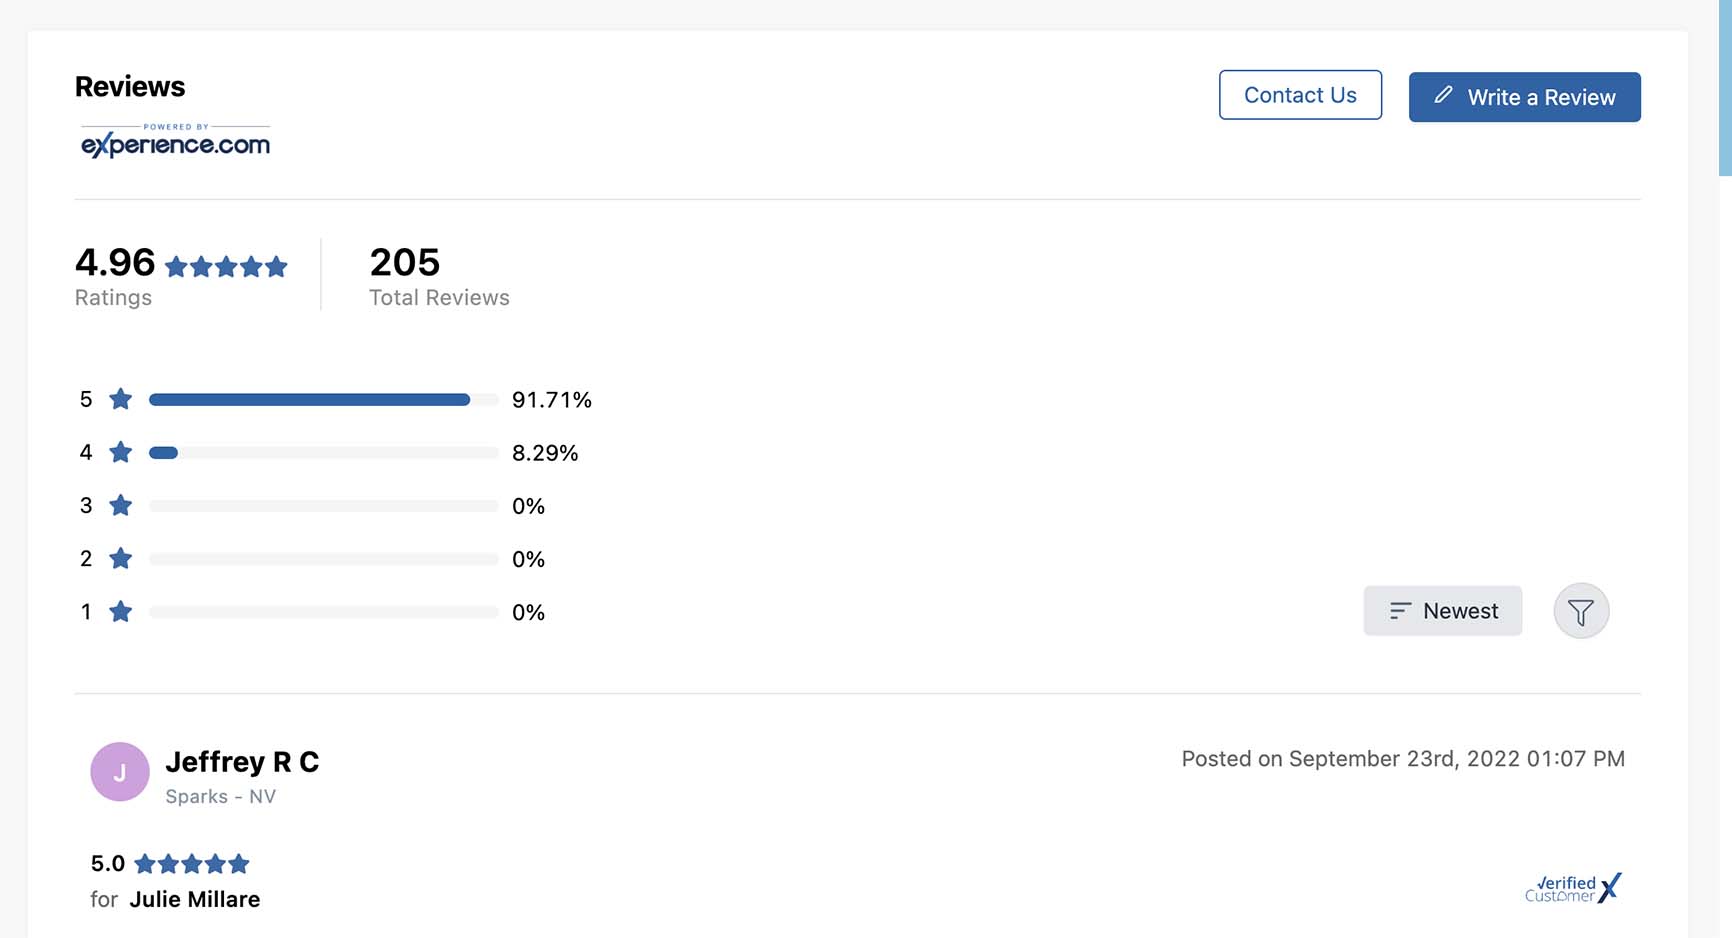 Reviews
POWERED BY
experience.com
Contact Us
Write a Review
4.96
Ratings
205
Total Reviews
5 91.71%
4 8.29%
3 0%
2 0%
1 0%
Newest
J
Jeffrey R C
Sparks - NV
Posted on September 23rd, 2022 01:07 PM
5.0
for Julie Millare
Verified
Customer X